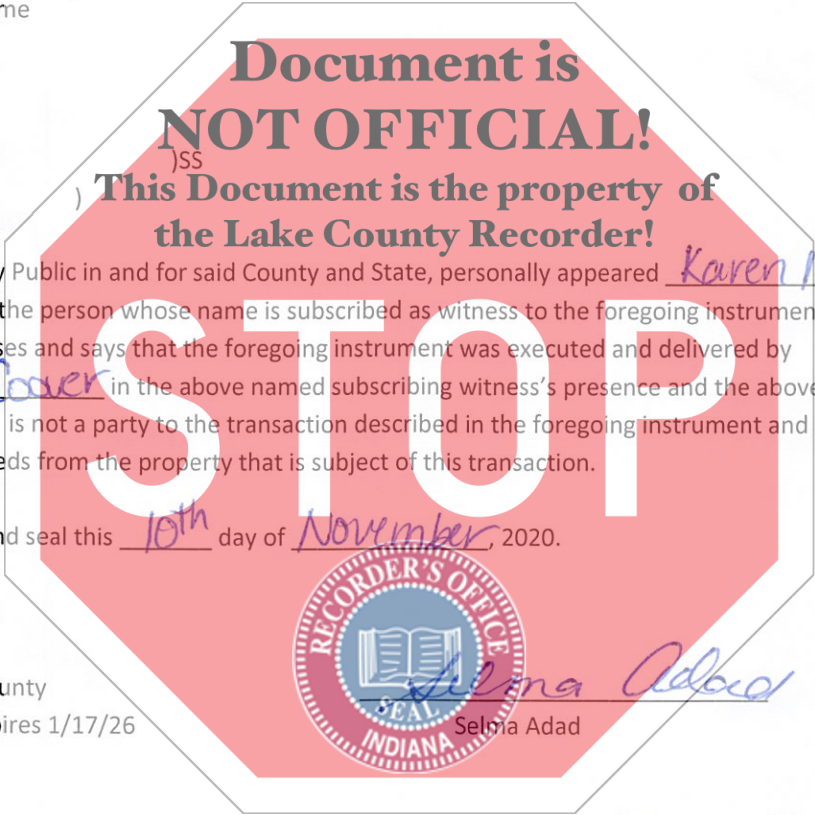 me
Document is
NOT OFFICIAL!
)SS
)
This Document is the property of
the Lake County Recorder!
y Public in and for said County and State, personally appeared Karen
the person whose name is subscribed as witness to the foregoing instrumen
ses and says that the foregoing instrument was executed and delivered by
Coover in the above named subscribing witness's presence and the above
is not a party to the transaction described in the foregoing instrument and
eds from the property that is subject of this transaction.
STOP
nd seal this 10th day of November, 2020.
RECORDER'S OFFICE
SEAL
INDIANA
Selma Adad
unty
pires 1/17/26
Selma Adad